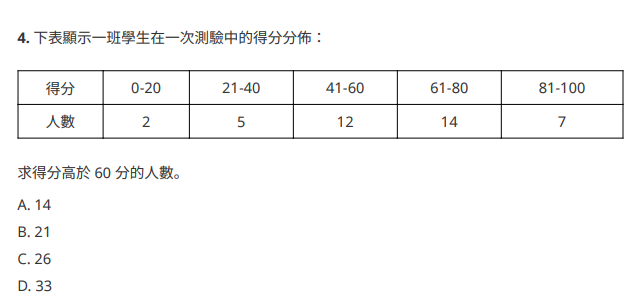 4. 下表顯示一班學生在一次測驗中的得分分佈：
得分 0-20 21-40 41-60 61-80 81-100
人數 2 5 12 14 7
求得分高於 60 分的人數。
A. 14
B. 21
C. 26
D. 33